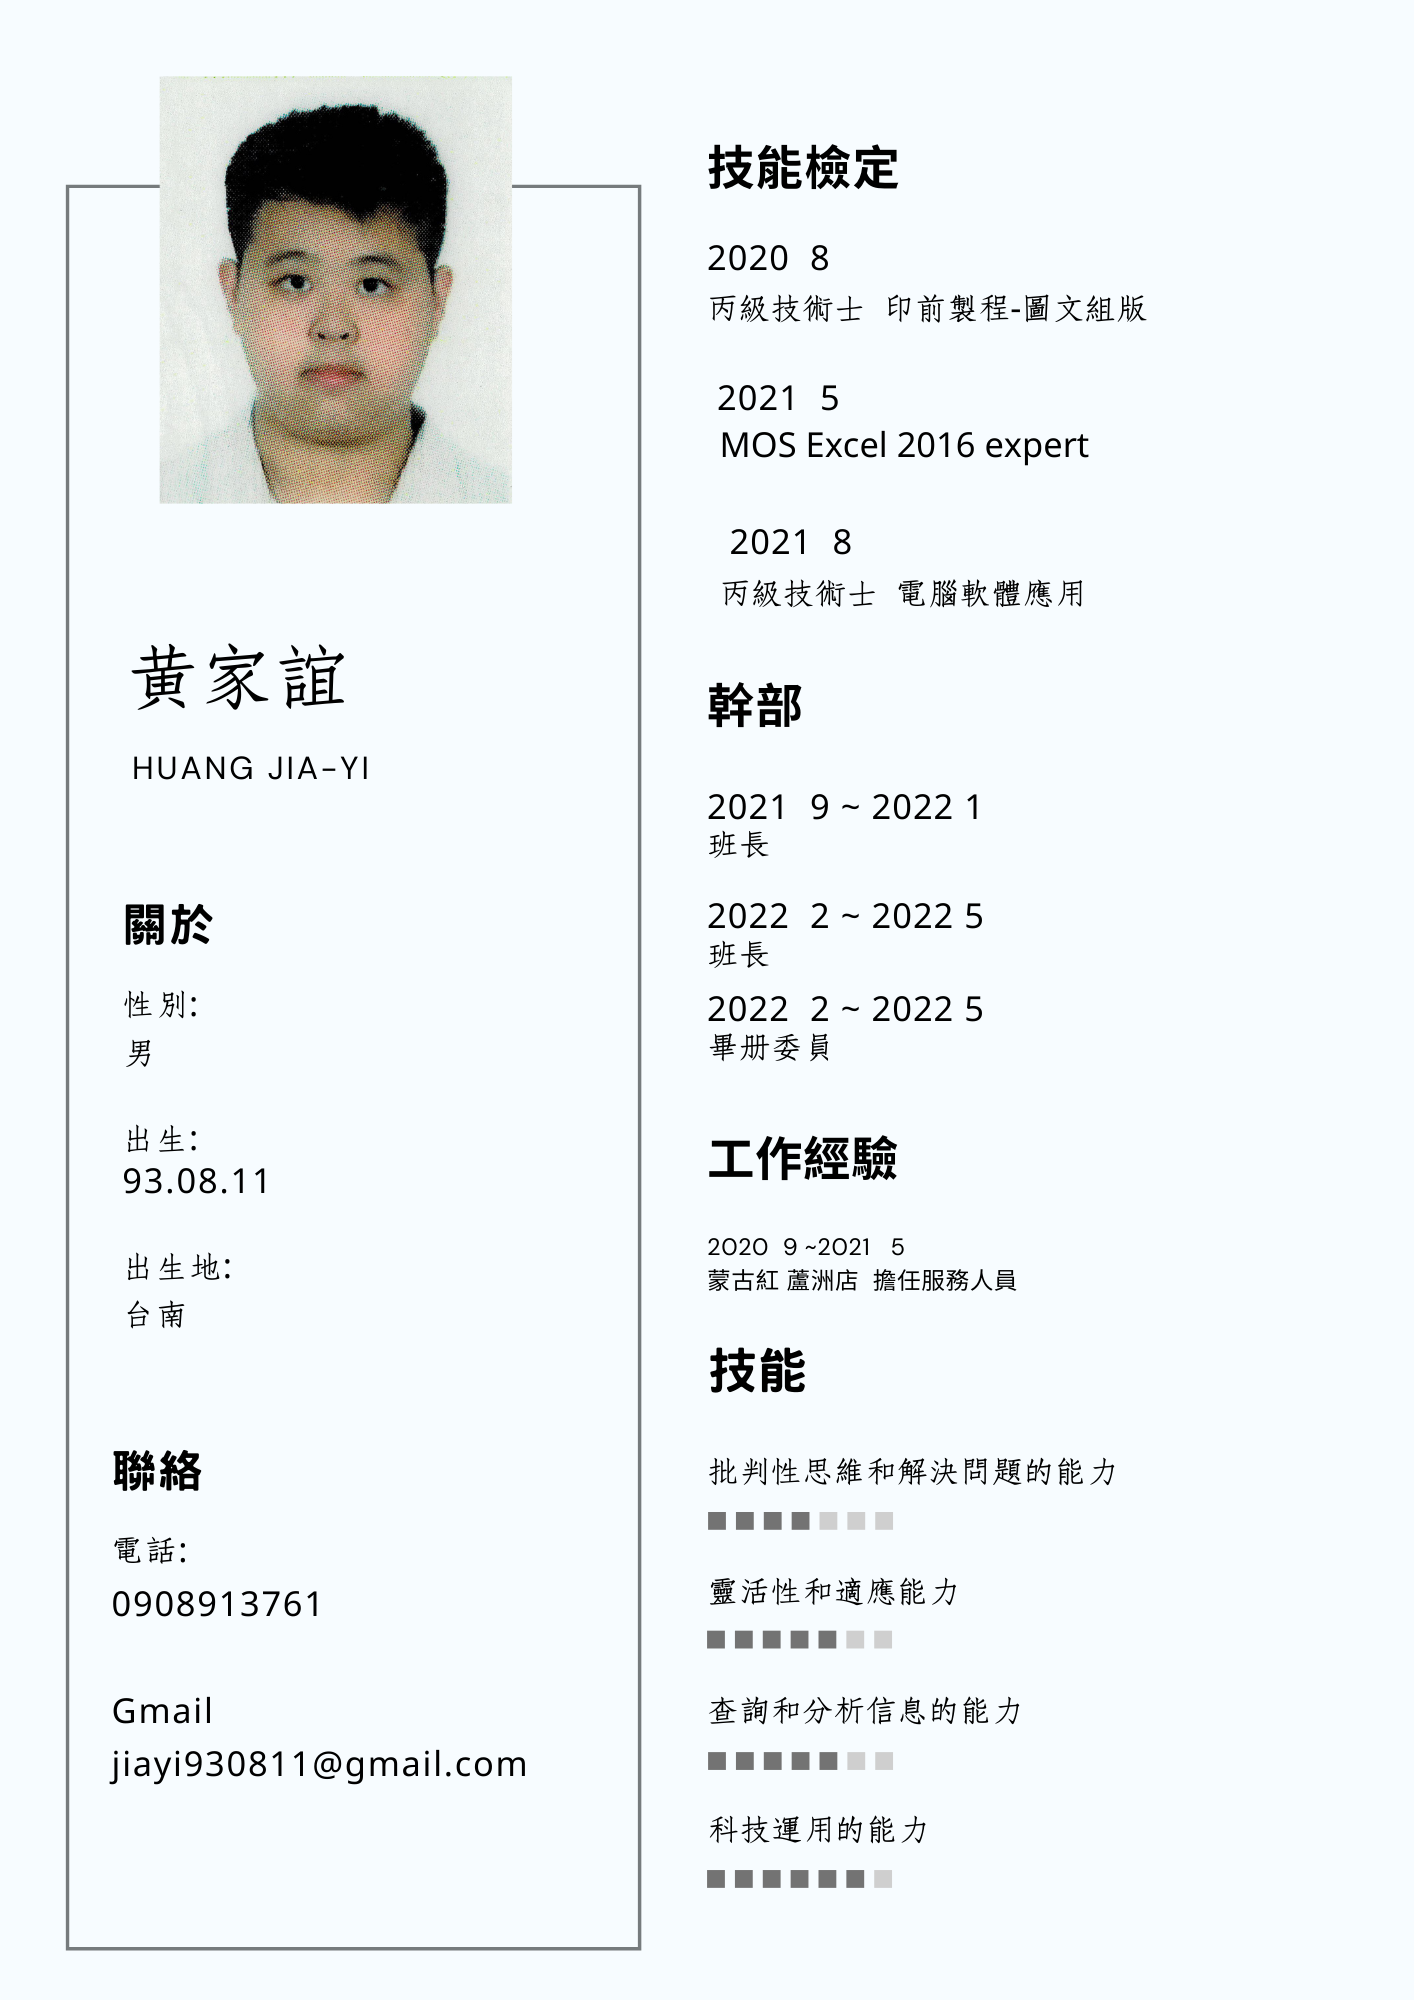 黄家誼
HUANG JIA-YI
關於
性別:
男
出生:
93.08.11
出生地:
台南
聯絡
電話:
0908913761
Gmail
jiayi930811@gmail.com
技能檢定
2020 8
丙級技術士 印前製程-圖文組版
2021 5
MOS Excel 2016 expert
2021 8
丙級技術士 電腦軟體應用
幹部
2021 9 ~ 2022 1
班長
2022 2 ~ 2022 5
班長
2022 2 ~ 2022 5
畢册委員
工作經驗
2020 9 ~2021 5
蒙古紅 蘆洲店 擔任服務人員
技能
批判性思維和解決問題的能力
靈活性和適應能力
查詢和分析信息的能力
科技運用的能力